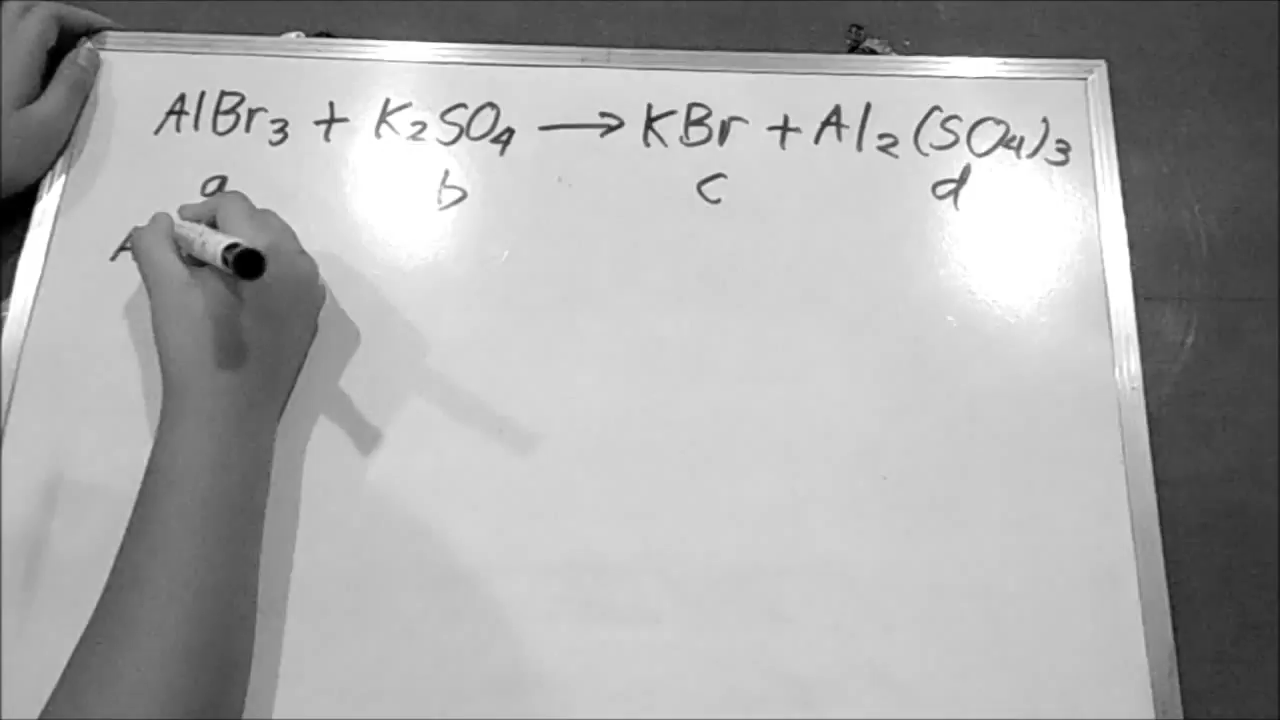 AlBr₃ + K₂SO₄ → KBr + Al₂(SO₄)₃
a b c d